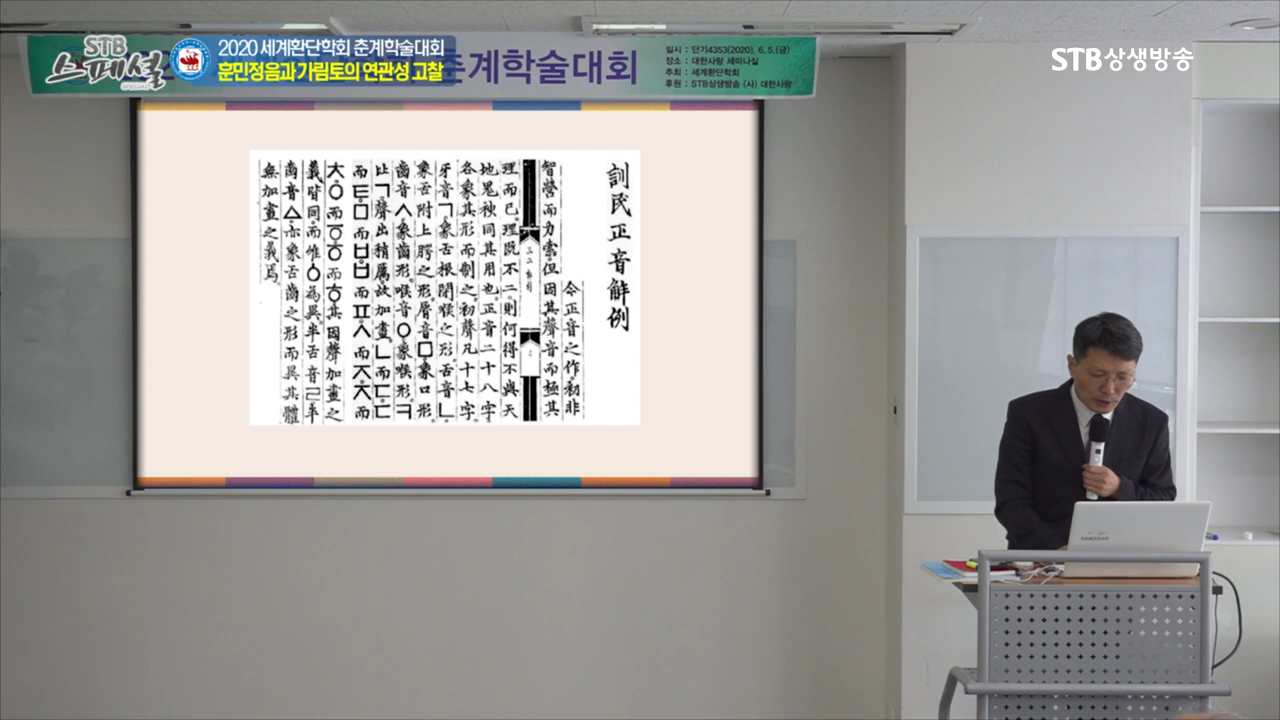 STB
스페셜
SPECIAL
2020 세계환단학회 춘계학술대회
훈민정음과 가림토의 연관성 고찰
춘계학술대회
일시 : 단기4353(2020), 6. 5.(금)
장소 : 대한사랑 세미나실
주최 : 세계환단학회
후원 : STB상생방송 (사) 대한사랑
STB상생방송
訓民正音解例
今正音之作初非
智營而力索但因其聲音而極其
理而已理旣不二則何得不與天
地鬼神同其用也正音二十八字
各象其形而制之初聲凡十七字
牙音ㄱ象舌根閉喉之形舌音ㄴ
象舌附上腭之形脣音ㅁ象口形
齒音ㅅ象齒形喉音ㅇ象喉形ㅋ
比ㄱ聲出稍厲故加畫ㄴ而ㄷㄷ
而ㅌㅁ而ㅂㅂ而ㅍㅅ而ㅈㅈ而
ㅊㅇ而ㆆㆆ而ㅎ其因聲加畫之
義皆同而唯ㆁ爲異半舌音ㄹ半
齒音ㅿ亦象舌齒之形而異其體
無加畫之義焉